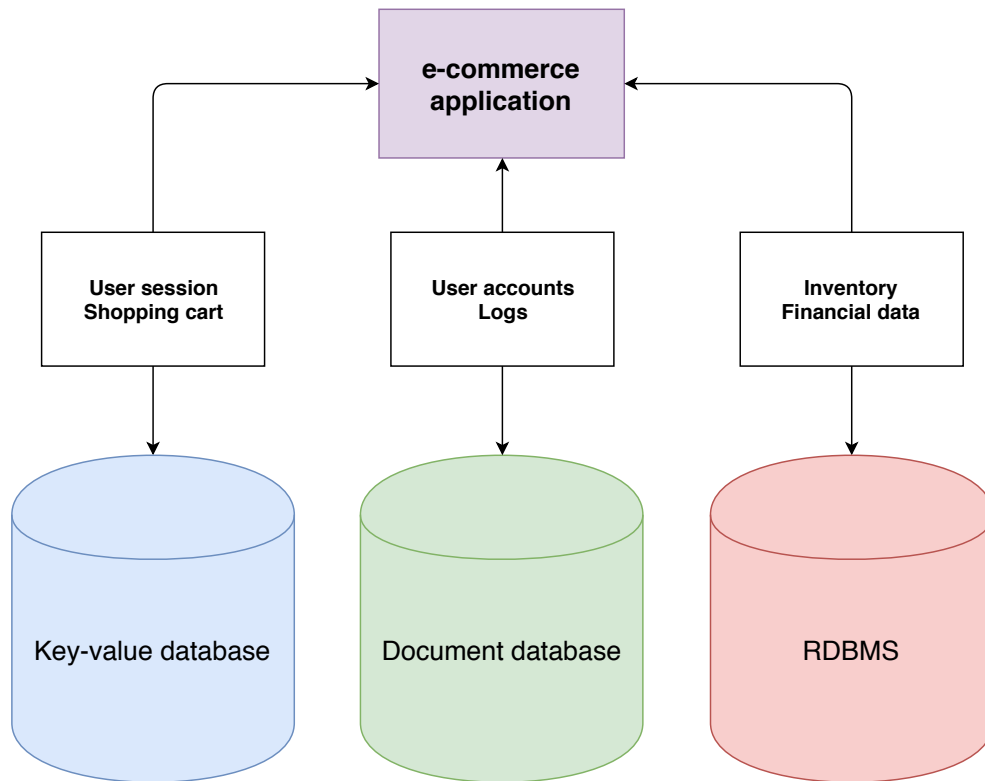 e-commerce
application
User session
Shopping cart
User accounts
Logs
Inventory
Financial data
Key-value database
Document database
RDBMS